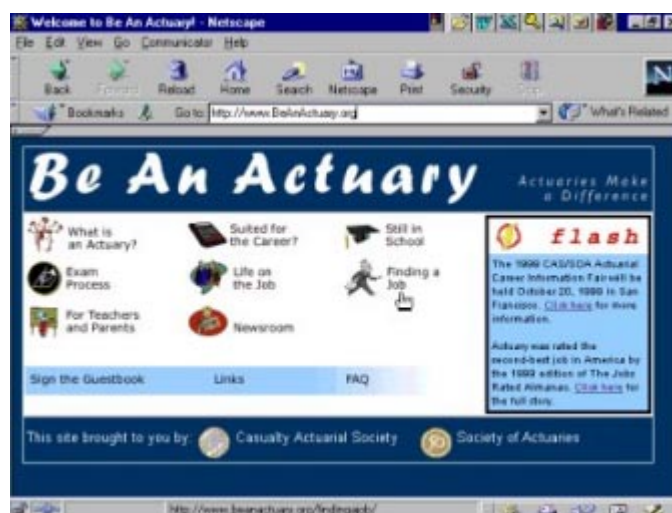 Welcome to Be An Actuary! - Netscape
File Edit View Go Communicator Help
Back Forward Reload Home Search Netscape Print Security Stop
Bookmarks Go to: http://www.BeAnActuary.org What's Related
Be An Actuary
Actuaries Make
a Difference
What is
an Actuary?
Suited for
the Career?
Still in
School
Exam
Process
Life on
the Job
Finding a
Job
For Teachers
and Parents
Newsroom
flash
The 1999 CAS/SOA Actuarial
Career Information Fair will be
held October 20, 1999 in San
Francisco. Click here for more
information.
Actuary was rated the
second-best job in America by
the 1999 edition of The Jobs
Rated Almanac. Click here for
the full story.
Sign the Guestbook Links FAQ
This site brought to you by: Casualty Actuarial Society Society of Actuaries